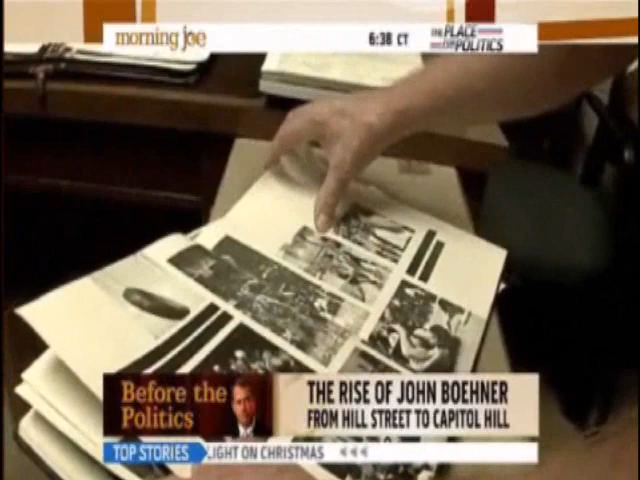 morning joe
6:38 CT
THE PLACE
FOR POLITICS
Before the
Politics
THE RISE OF JOHN BOEHNER
FROM HILL STREET TO CAPITOL HILL
TOP STORIES
LIGHT ON CHRISTMAS